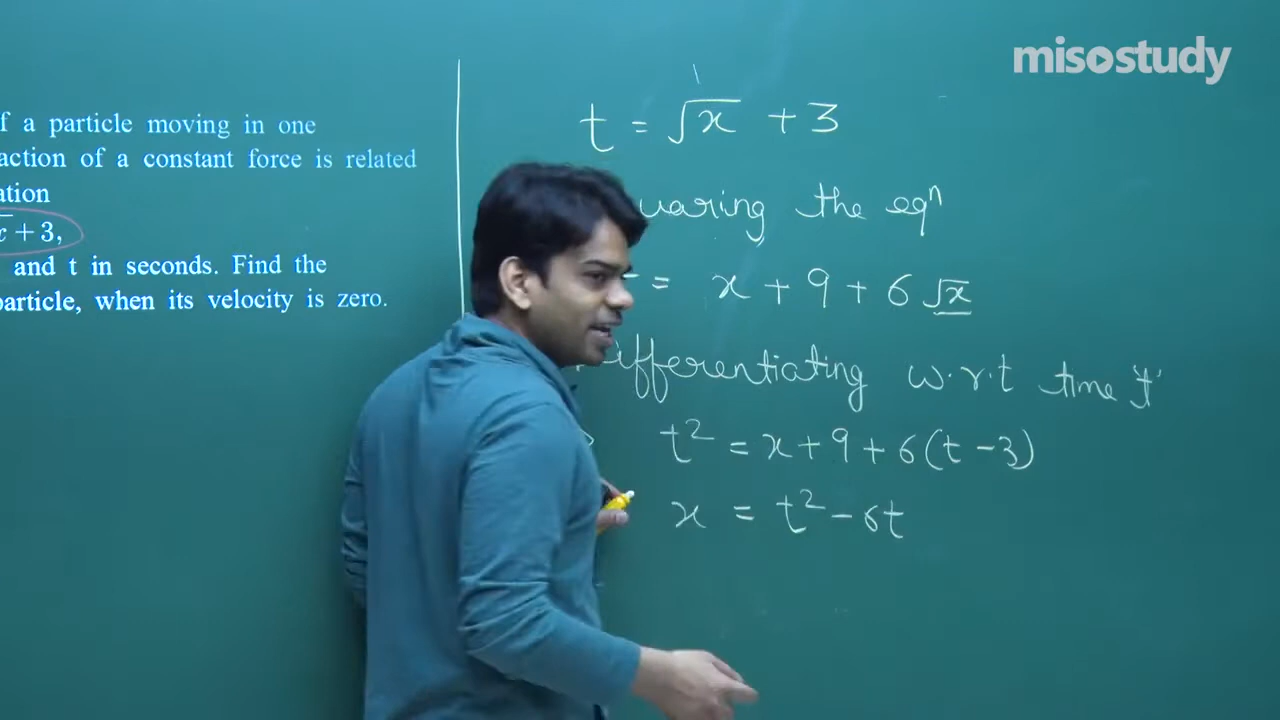 misostudy
f a particle moving in one
action of a constant force is related
ation
+ 3,
and t in seconds. Find the
particle, when its velocity is zero.
t = √x + 3
uaring the eqⁿ
= x + 9 + 6√x
ifferentiating w.r.t time 't'
t² = x + 9 + 6(t - 3)
x = t² - 6t